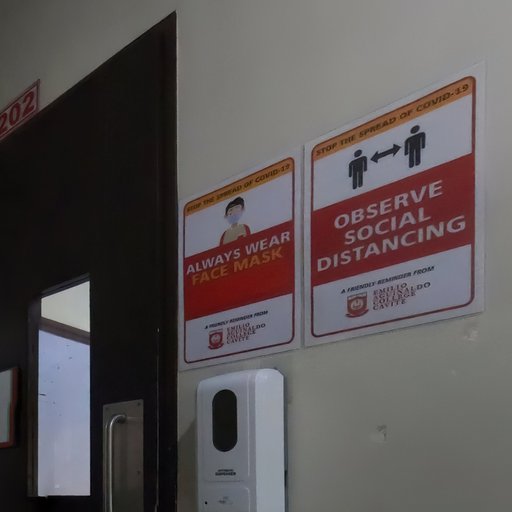 202
STOP THE SPREAD OF COVID-19
ALWAYS WEAR
FACE MASK
A FRIENDLY REMINDER FROM
EMILIO
AGUINALDO
COLLEGE
CAVITE
STOP THE SPREAD OF COVID-19
OBSERVE
SOCIAL
DISTANCING
A FRIENDLY REMINDER FROM
EMILIO
AGUINALDO
COLLEGE
CAVITE